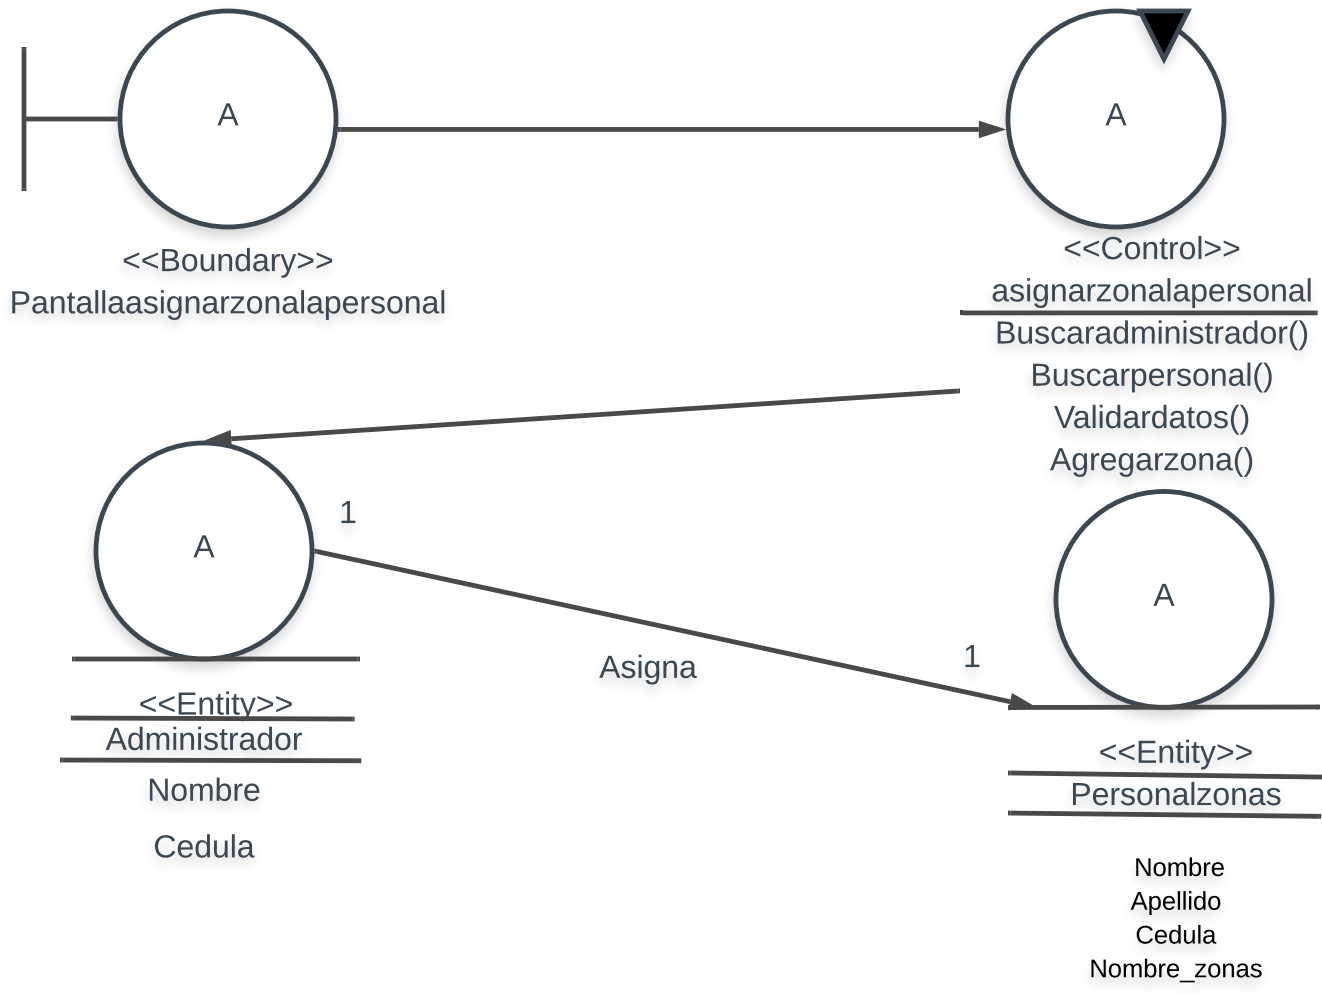 A
<<Boundary>>
Pantallaasignarzonalapersonal
A
<<Control>>
asignarzonalapersonal
Buscaradministrador()
Buscarpersonal()
Validardatos()
Agregarzona()
A
1
Asigna
1
<<Entity>>
Administrador
Nombre
Cedula
A
<<Entity>>
Personalzonas
Nombre
Apellido
Cedula
Nombre_zonas